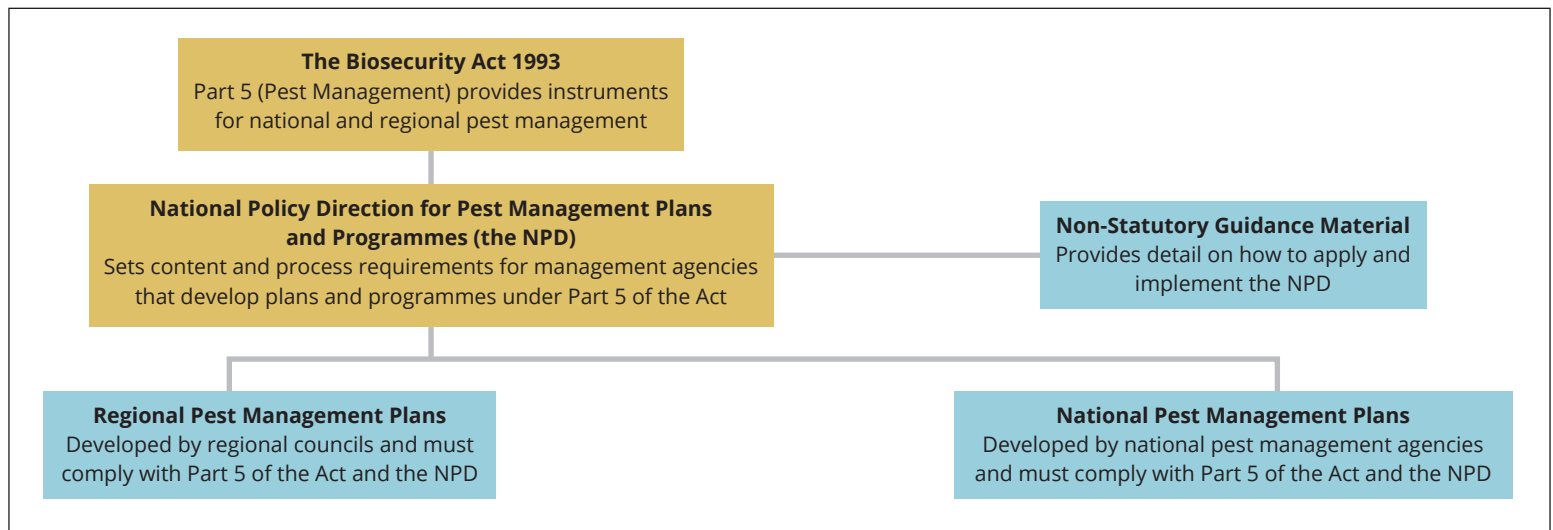 The Biosecurity Act 1993
Part 5 (Pest Management) provides instruments
for national and regional pest management
National Policy Direction for Pest Management Plans
and Programmes (the NPD)
Sets content and process requirements for management agencies
that develop plans and programmes under Part 5 of the Act
Non-Statutory Guidance Material
Provides detail on how to apply and
implement the NPD
Regional Pest Management Plans
Developed by regional councils and must
comply with Part 5 of the Act and the NPD
National Pest Management Plans
Developed by national pest management agencies
and must comply with Part 5 of the Act and the NPD